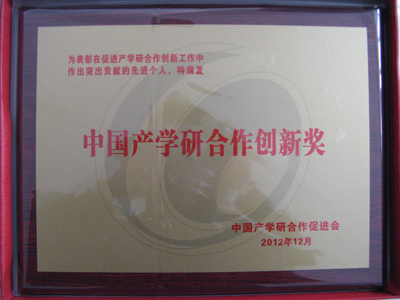 为表彰在促进产学研合作创新工作中
作出突出贡献的先进个人，特颁发
中国产学研合作创新奖
中国产学研合作促进会
2012年12月